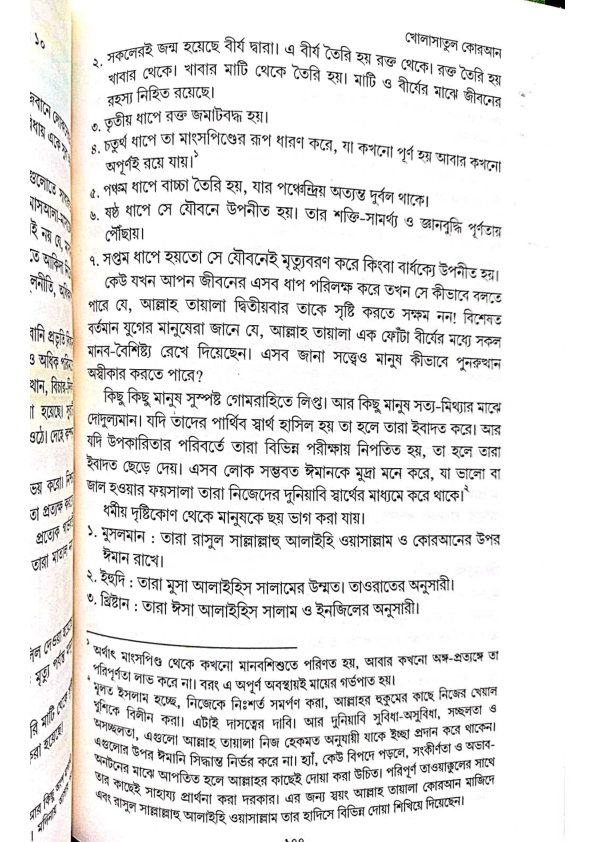 খোলাসাতুল কোরআন
২. সকলেরই জন্ম হয়েছে বীর্য দ্বারা। এ বীর্য তৈরি হয় রক্ত থেকে। রক্ত তৈরি হয়
খাবার থেকে। খাবার মাটি থেকে তৈরি হয়। মাটি ও বীর্যের মাঝে জীবনের
রহস্য নিহিত রয়েছে।
৩. তৃতীয় ধাপে রক্ত জমাটবদ্ধ হয়।
৪. চতুর্থ ধাপে তা মাংসপিণ্ডের রূপ ধারণ করে, যা কখনো পূর্ণ হয় আবার কখনো
অপূর্ণই রয়ে যায়।১
৫. পঞ্চম ধাপে বাচ্চা তৈরি হয়, যার পঞ্চেন্দ্রিয় অত্যন্ত দুর্বল থাকে।
৬. ষষ্ঠ ধাপে সে যৌবনে উপনীত হয়। তার শক্তি-সামর্থ্য ও জ্ঞানবুদ্ধি পূর্ণতায়
পৌঁছায়।
৭. সপ্তম ধাপে হয়তো সে যৌবনেই মৃত্যুবরণ করে কিংবা বার্ধক্যে উপনীত হয়।
কেউ যখন আপন জীবনের এসব ধাপ পরিলক্ষ করে তখন সে কীভাবে বলতে
পারে যে, আল্লাহ তায়ালা দ্বিতীয়বার তাকে সৃষ্টি করতে সক্ষম নন! বিশেষত
বর্তমান যুগের মানুষেরা জানে যে, আল্লাহ তায়ালা এক ফোঁটা বীর্যের মধ্যে সকল
মানব-বৈশিষ্ট্য রেখে দিয়েছেন। এসব জানা সত্ত্বেও মানুষ কীভাবে পুনরুত্থান
অস্বীকার করতে পারে?
কিছু কিছু মানুষ সুস্পষ্ট গোমরাহিতে লিপ্ত। আর কিছু মানুষ সত্য-মিথ্যার মাঝে
দোদুল্যমান। যদি তাদের পার্থিব স্বার্থ হাসিল হয় তা হলে তারা ইবাদত করে। আর
যদি উপকারিতার পরিবর্তে তারা বিভিন্ন পরীক্ষায় নিপতিত হয়, তা হলে তারা
ইবাদত ছেড়ে দেয়। এসব লোক সম্ভবত ঈমানকে মুদ্রা মনে করে, যা ভালো বা
জাল হওয়ার ফয়সালা তারা নিজেদের দুনিয়াবি স্বার্থের মাধ্যমে করে থাকে।২
ধর্মীয় দৃষ্টিকোণ থেকে মানুষকে ছয় ভাগ করা যায়।
১. মুসলমান : তারা রাসুল সাল্লাল্লাহু আলাইহি ওয়াসাল্লাম ও কোরআনের উপর
ঈমান রাখে।
২. ইহুদি : তারা মুসা আলাইহিস সালামের উম্মত। তাওরাতের অনুসারী।
৩. খ্রিষ্টান : তারা ঈসা আলাইহিস সালাম ও ইনজিলের অনুসারী।
১ অর্থাৎ মাংসপিণ্ড থেকে কখনো মানবশিশুতে পরিণত হয়, আবার কখনো অঙ্গ-প্রত্যঙ্গে তা
পরিপূর্ণতা লাভ করে না। বরং এ অপূর্ণ অবস্থায়ই মায়ের গর্ভপাত হয়।
২ মূলত ইসলাম হচ্ছে, নিজেকে নিঃশর্ত সমর্পণ করা, আল্লাহর হুকুমের কাছে নিজের খেয়াল
খুশিকে বিলীন করা। এটাই দাসত্বের দাবি। আর দুনিয়াবি সুবিধা-অসুবিধা, সচ্ছলতা ও
অসচ্ছলতা, এগুলো আল্লাহ তায়ালা নিজ হেকমত অনুযায়ী যাকে ইচ্ছা প্রদান করে থাকেন।
এগুলোর উপর ঈমানি সিদ্ধান্ত নির্ভর করে না। হ্যাঁ, কেউ বিপদে পড়লে, সংকীর্ণতা ও অভাব-
অনটনের মাঝে আপতিত হলে আল্লাহর কাছেই দোয়া করা উচিত। পরিপূর্ণ তাওয়াক্কুলের সাথে
তার কাছেই সাহায্য প্রার্থনা করা দরকার। এর জন্য স্বয়ং আল্লাহ তায়ালা কোরআন মাজিদে
এবং রাসুল সাল্লাল্লাহু আলাইহি ওয়াসাল্লাম তার হাদিসে বিভিন্ন দোয়া শিখিয়ে দিয়েছেন।